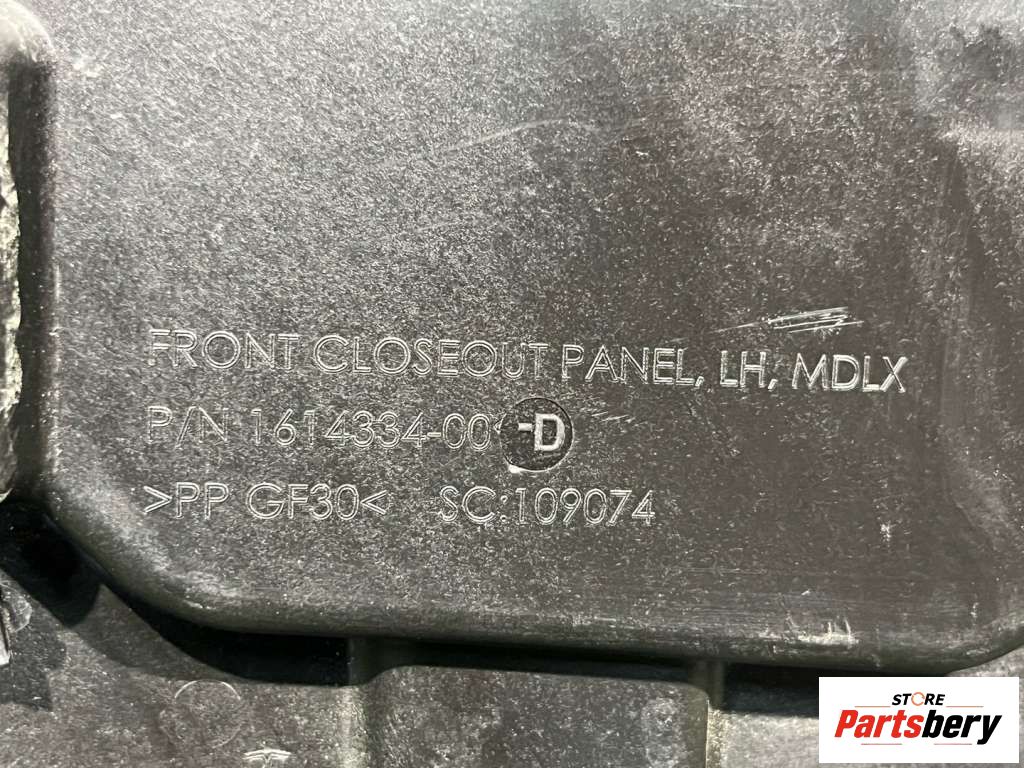 FRONT CLOSEOUT PANEL, LH, MDLX
P/N 1614334-00 -D
>PP GF30< SC:109074
STORE
Partsbery